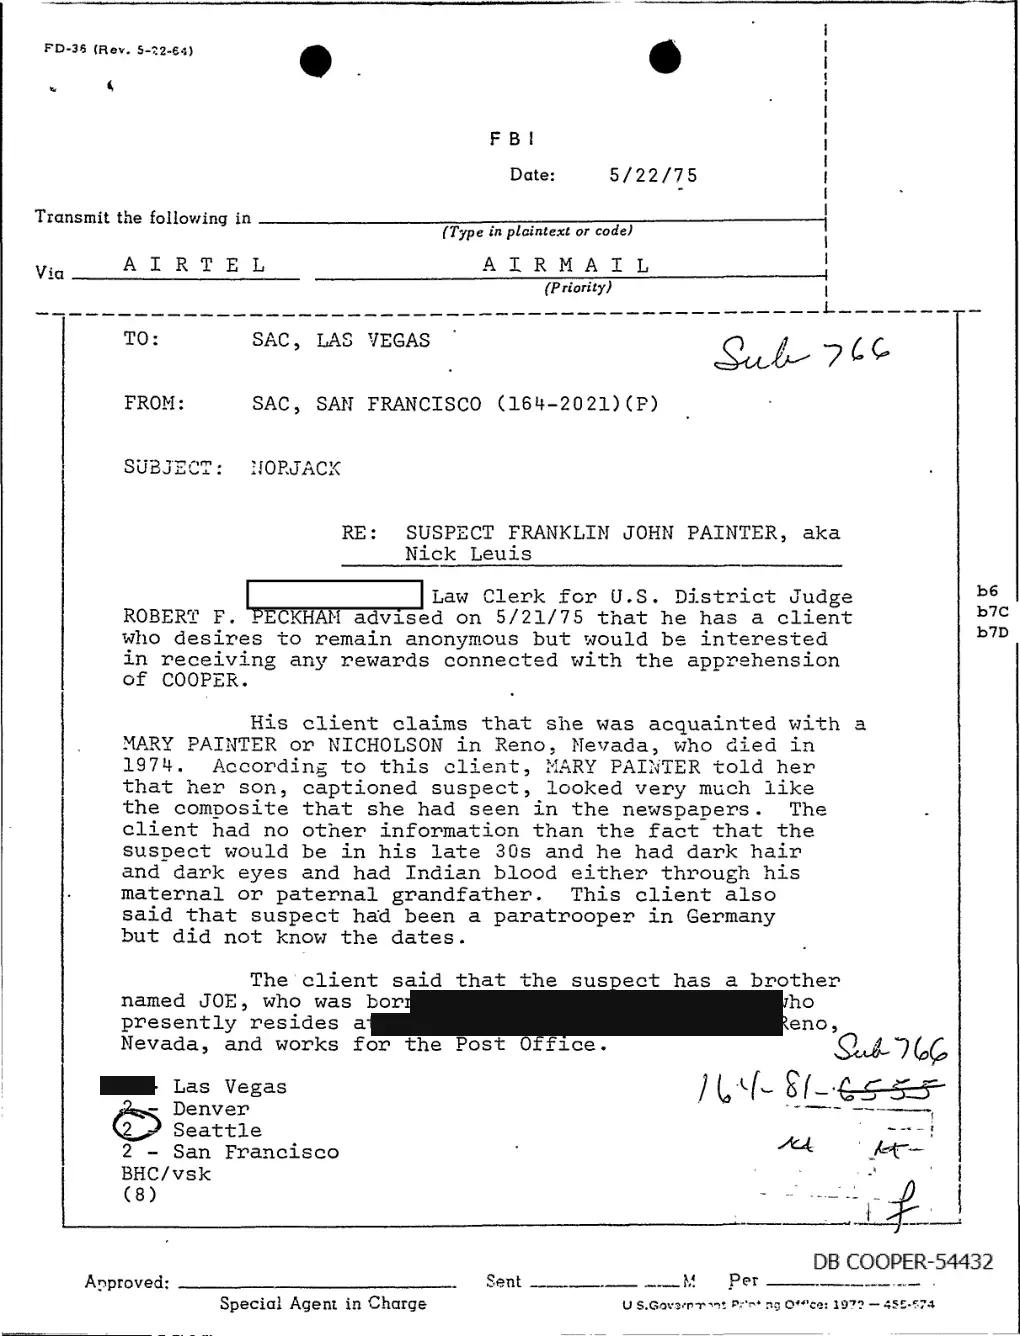 FD-36 (Rev. 5-22-64)
F B I
Date: 5/22/75
Transmit the following in
(Type in plaintext or code)
Via A I R T E L A I R M A I L
(Priority)
TO: SAC, LAS VEGAS
Sub 766
FROM: SAC, SAN FRANCISCO (164-2021)(P)
SUBJECT: NORJACK
RE: SUSPECT FRANKLIN JOHN PAINTER, aka
Nick Leuis
Law Clerk for U.S. District Judge
b6
ROBERT F. PECKHAM advised on 5/21/75 that he has a client
b7C
who desires to remain anonymous but would be interested
b7D
in receiving any rewards connected with the apprehension
of COOPER.
His client claims that she was acquainted with a
MARY PAINTER or NICHOLSON in Reno, Nevada, who died in
1974. According to this client, MARY PAINTER told her
that her son, captioned suspect, looked very much like
the composite that she had seen in the newspapers. The
client had no other information than the fact that the
suspect would be in his late 30s and he had dark hair
and dark eyes and had Indian blood either through his
maternal or paternal grandfather. This client also
said that suspect had been a paratrooper in Germany
but did not know the dates.
The client said that the suspect has a brother
named JOE, who was born who
presently resides at Reno,
Nevada, and works for the Post Office.
Sub 766
- Las Vegas
164-81-6555
2 - Denver
2 - Seattle
2 - San Francisco
BHC/vsk
(8)
DB COOPER-54432
Approved: Sent M Per
Special Agent in Charge
U.S.Government Printing Office: 1972 — 455-574